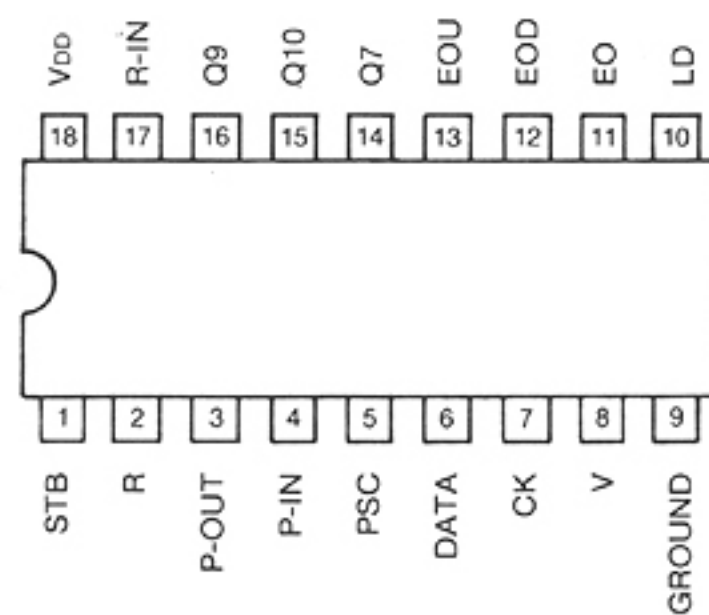 VDD R-IN Q9 Q10 Q7 EOU EOD EO LD
18 17 16 15 14 13 12 11 10
1 2 3 4 5 6 7 8 9
STB R P-OUT P-IN PSC DATA CK V GROUND